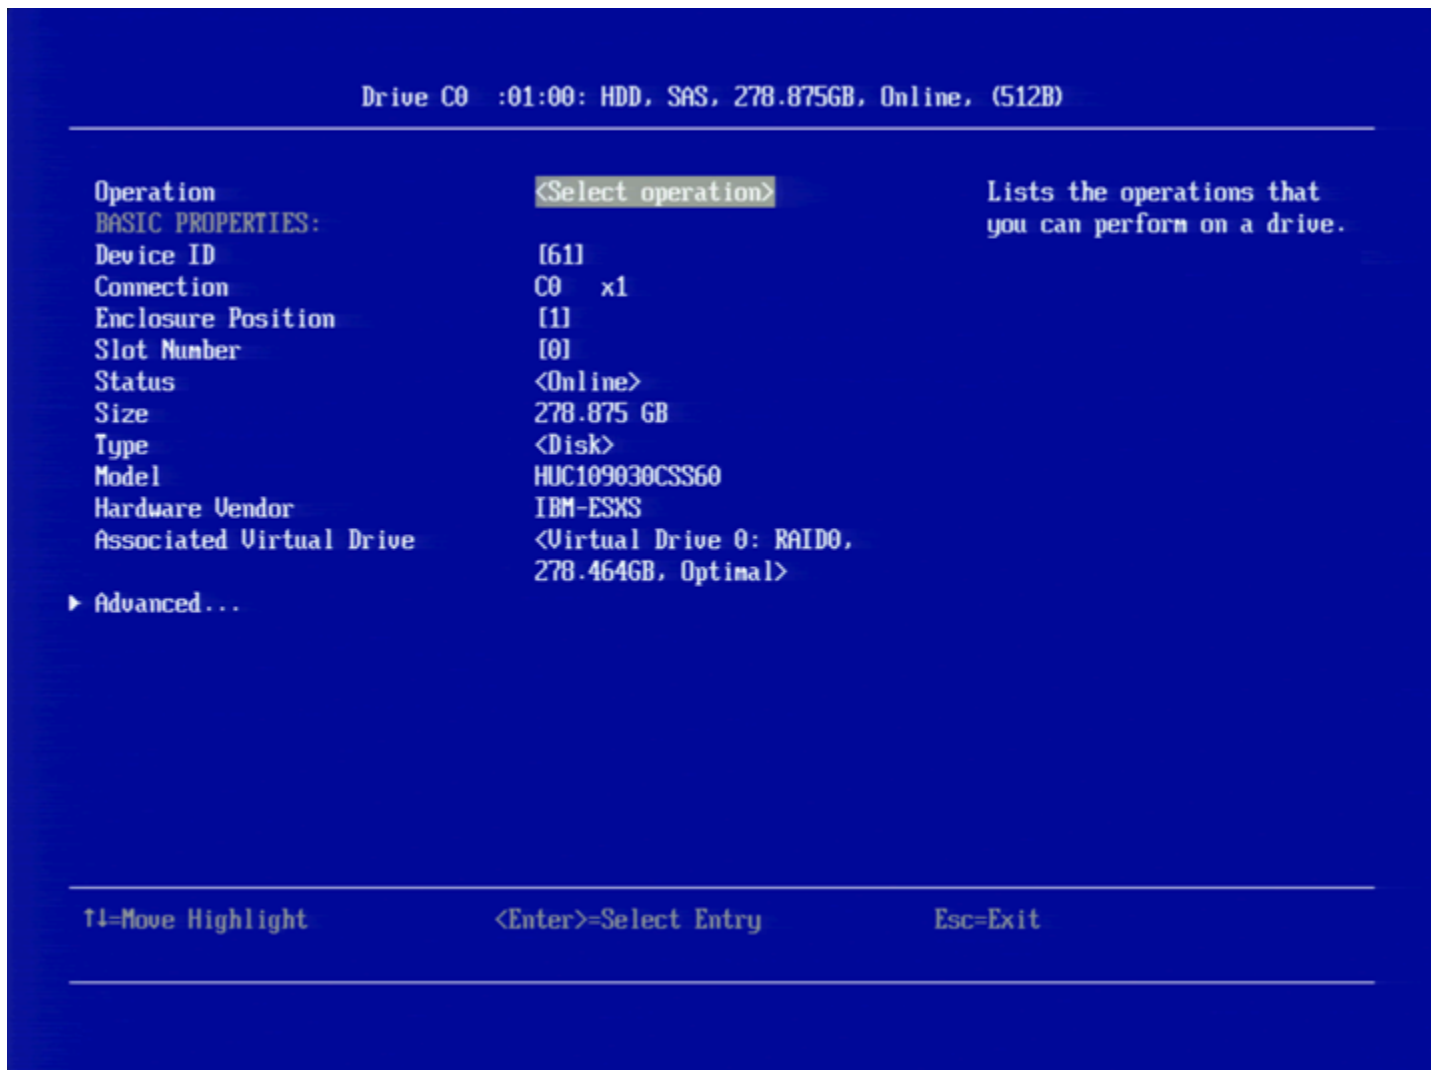 Drive C0  :01:00: HDD, SAS, 278.875GB, Online, (512B)
Operation <Select operation> Lists the operations that
BASIC PROPERTIES: you can perform on a drive.
Device ID [61]
Connection C0  x1
Enclosure Position [1]
Slot Number [0]
Status <Online>
Size 278.875 GB
Type <Disk>
Model HUC109030CSS60
Hardware Vendor IBM-ESXS
Associated Virtual Drive <Virtual Drive 0: RAID0,
278.464GB, Optimal>
▶ Advanced...
↑↓=Move Highlight <Enter>=Select Entry Esc=Exit